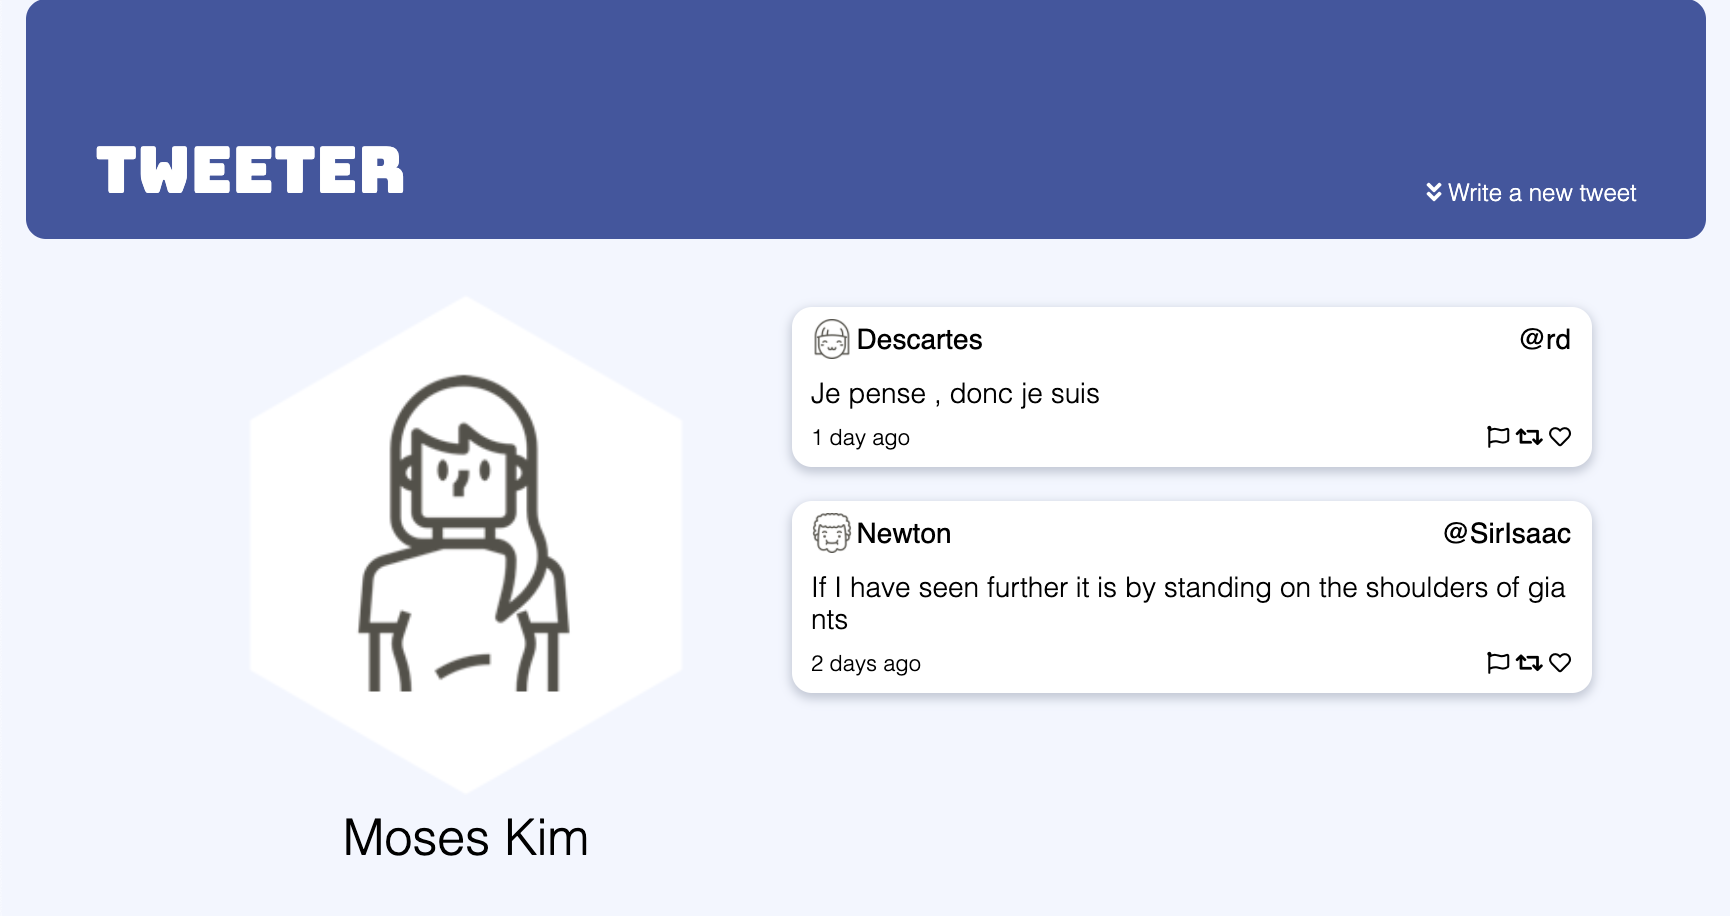 TWEETER
Write a new tweet
Descartes @rd
Je pense , donc je suis
1 day ago
Newton @SirIsaac
If I have seen further it is by standing on the shoulders of gia
nts
2 days ago
Moses Kim